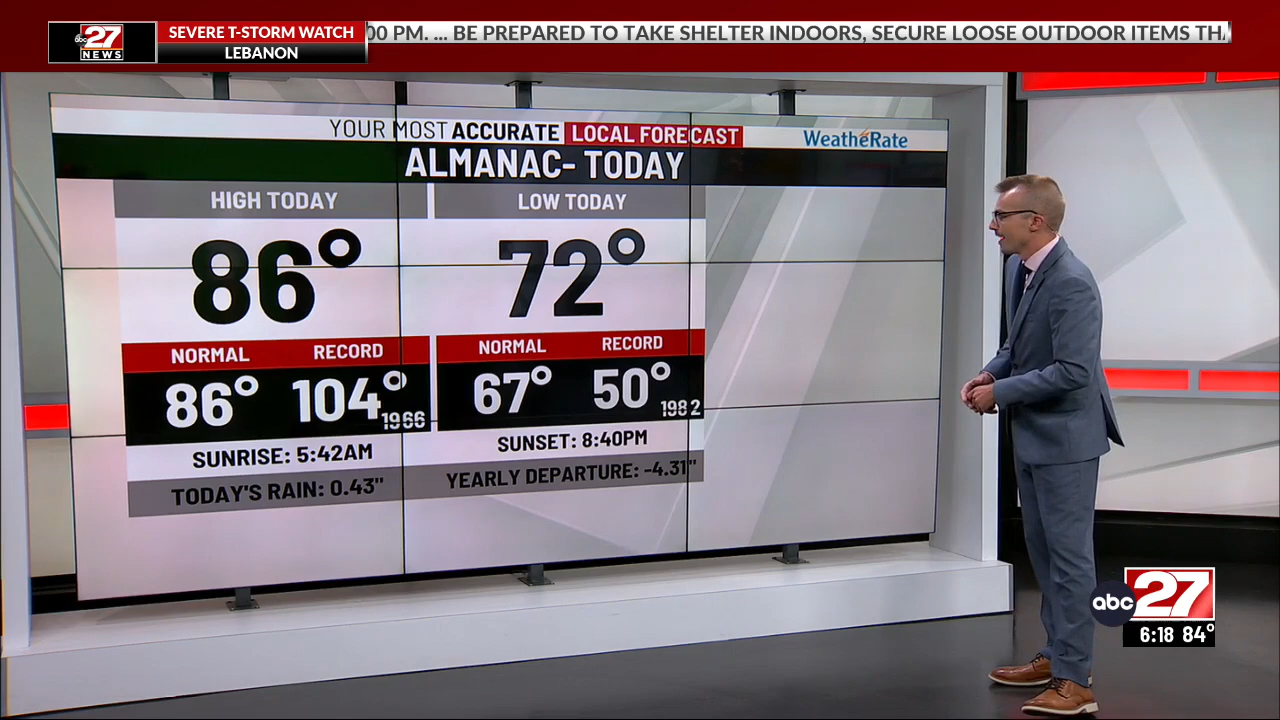 abc 27 NEWS
SEVERE T-STORM WATCH
LEBANON
00 PM. ... BE PREPARED TO TAKE SHELTER INDOORS, SECURE LOOSE OUTDOOR ITEMS
YOUR MOST ACCURATE LOCAL FORECAST
WeatheRate
ALMANAC- TODAY
HIGH TODAY LOW TODAY
86° 72°
NORMAL RECORD NORMAL RECORD
86° 104° 1966 67° 50° 1982
SUNRISE: 5:42AM SUNSET: 8:40PM
TODAY'S RAIN: 0.43" YEARLY DEPARTURE: -4.31"
abc 27
6:18 84°